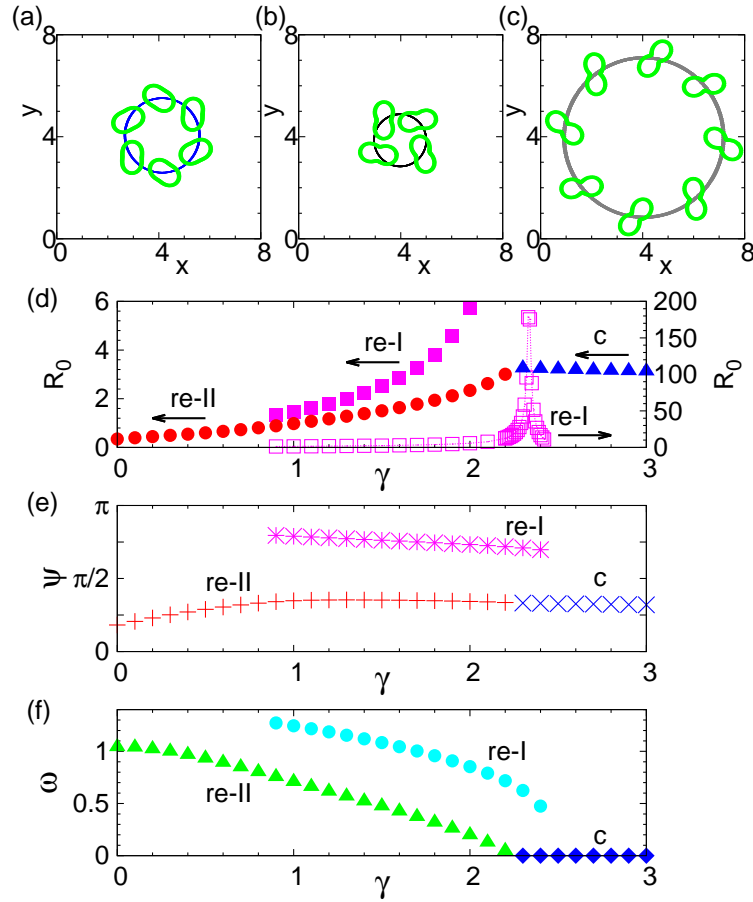 (a) (b) (c)
8 8 8
y y y
4 4 4
0 0 0
0 4 8 0 4 8 0 4 8
x x x
(d)
6 200
4 150
2 100
0 50
0
R0 R0
re-I
c
re-II
re-I
0 1 2 3
γ
(e)
π
ψ π/2
0
re-I
re-II
c
0 1 2 3
γ
(f)
1
ω 0.5
0
re-I
re-II
c
0 1 2 3
γ